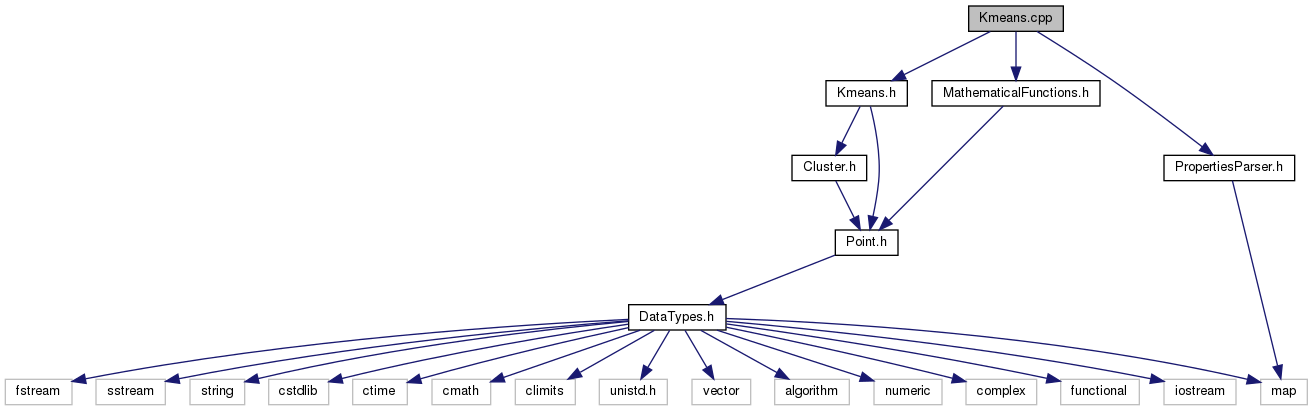 Kmeans.cpp
Kmeans.h
MathematicalFunctions.h
Cluster.h
PropertiesParser.h
Point.h
DataTypes.h
fstream
sstream
string
cstdlib
ctime
cmath
climits
unistd.h
vector
algorithm
numeric
complex
functional
iostream
map